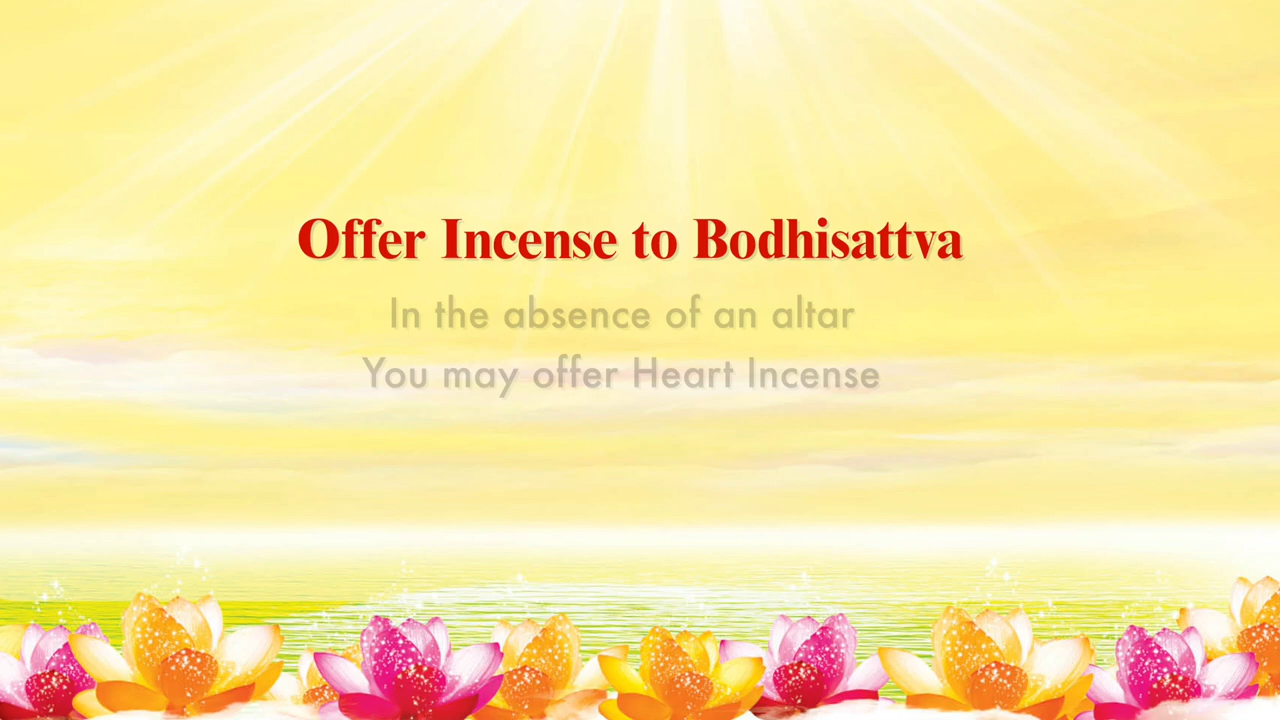 Offer Incense to Bodhisattva
In the absence of an altar
You may offer Heart Incense